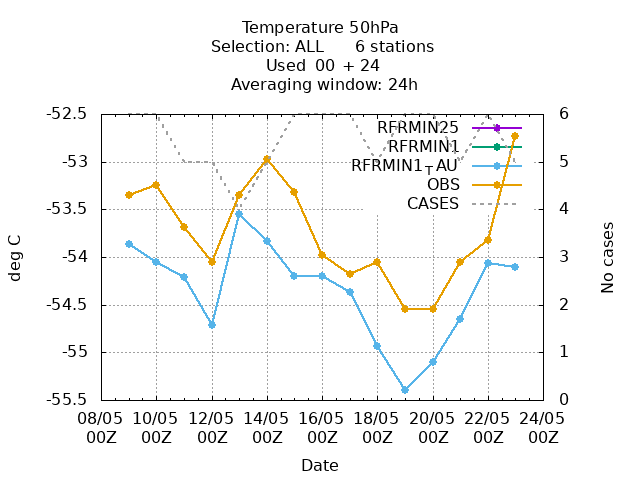 Temperature 50hPa
Selection: ALL 6 stations
Used 00 + 24
Averaging window: 24h
-52.5 6
RFRMIN25
RFRMIN1
-53 5
RFRMIN1TAU
OBS
CASES
-53.5 4
-54 3
-54.5 2
-55 1
-55.5 0
deg C
No cases
08/05 10/05 12/05 14/05 16/05 18/05 20/05 22/05 24/05
00Z 00Z 00Z 00Z 00Z 00Z 00Z 00Z 00Z
Date